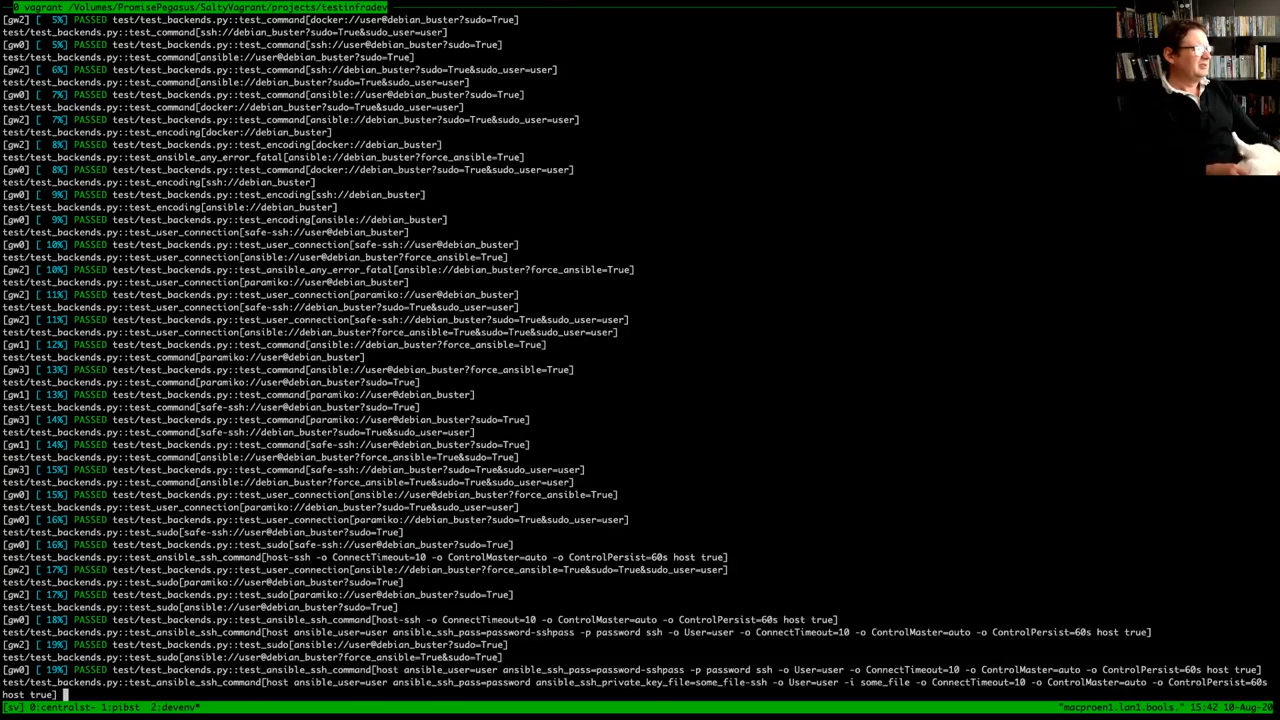 0 vagrant /Volumes/PromisePegasus/SaltyVagrant/projects/testinfradev
[gw2] [  5%] PASSED test/test_backends.py::test_command[docker://user@debian_buster?sudo=True]
test/test_backends.py::test_command[ssh://debian_buster?sudo=True&sudo_user=user]
[gw0] [  5%] PASSED test/test_backends.py::test_command[ssh://user@debian_buster?sudo=True]
test/test_backends.py::test_command[ansible://user@debian_buster?sudo=True]
[gw2] [  6%] PASSED test/test_backends.py::test_command[ssh://debian_buster?sudo=True&sudo_user=user]
test/test_backends.py::test_command[ansible://debian_buster?sudo=True&sudo_user=user]
[gw0] [  7%] PASSED test/test_backends.py::test_command[ansible://user@debian_buster?sudo=True]
test/test_backends.py::test_command[docker://debian_buster?sudo=True&sudo_user=user]
[gw2] [  7%] PASSED test/test_backends.py::test_command[ansible://debian_buster?sudo=True&sudo_user=user]
test/test_backends.py::test_encoding[docker://debian_buster]
[gw2] [  8%] PASSED test/test_backends.py::test_encoding[docker://debian_buster]
test/test_backends.py::test_ansible_any_error_fatal[ansible://debian_buster?force_ansible=True]
[gw0] [  8%] PASSED test/test_backends.py::test_command[docker://debian_buster?sudo=True&sudo_user=user]
test/test_backends.py::test_encoding[ssh://debian_buster]
[gw0] [  9%] PASSED test/test_backends.py::test_encoding[ssh://debian_buster]
test/test_backends.py::test_encoding[ansible://debian_buster]
[gw0] [  9%] PASSED test/test_backends.py::test_encoding[ansible://debian_buster]
test/test_backends.py::test_user_connection[safe-ssh://user@debian_buster]
[gw0] [ 10%] PASSED test/test_backends.py::test_user_connection[safe-ssh://user@debian_buster]
test/test_backends.py::test_user_connection[ansible://user@debian_buster?force_ansible=True]
[gw2] [ 10%] PASSED test/test_backends.py::test_ansible_any_error_fatal[ansible://debian_buster?force_ansible=True]
test/test_backends.py::test_user_connection[paramiko://user@debian_buster]
[gw2] [ 11%] PASSED test/test_backends.py::test_user_connection[paramiko://user@debian_buster]
test/test_backends.py::test_user_connection[safe-ssh://debian_buster?sudo=True&sudo_user=user]
[gw2] [ 11%] PASSED test/test_backends.py::test_user_connection[safe-ssh://debian_buster?sudo=True&sudo_user=user]
test/test_backends.py::test_user_connection[ansible://debian_buster?force_ansible=True&sudo=True&sudo_user=user]
[gw1] [ 12%] PASSED test/test_backends.py::test_command[ansible://debian_buster?force_ansible=True]
test/test_backends.py::test_command[paramiko://user@debian_buster]
[gw3] [ 13%] PASSED test/test_backends.py::test_command[ansible://user@debian_buster?force_ansible=True]
test/test_backends.py::test_command[paramiko://user@debian_buster?sudo=True]
[gw1] [ 13%] PASSED test/test_backends.py::test_command[paramiko://user@debian_buster]
test/test_backends.py::test_command[safe-ssh://user@debian_buster?sudo=True]
[gw3] [ 14%] PASSED test/test_backends.py::test_command[paramiko://user@debian_buster?sudo=True]
test/test_backends.py::test_command[safe-ssh://debian_buster?sudo=True&sudo_user=user]
[gw1] [ 14%] PASSED test/test_backends.py::test_command[safe-ssh://user@debian_buster?sudo=True]
test/test_backends.py::test_command[ansible://user@debian_buster?force_ansible=True&sudo=True]
[gw3] [ 15%] PASSED test/test_backends.py::test_command[safe-ssh://debian_buster?sudo=True&sudo_user=user]
test/test_backends.py::test_command[ansible://debian_buster?force_ansible=True&sudo=True&sudo_user=user]
[gw0] [ 15%] PASSED test/test_backends.py::test_user_connection[ansible://user@debian_buster?force_ansible=True]
test/test_backends.py::test_user_connection[paramiko://debian_buster?sudo=True&sudo_user=user]
[gw0] [ 16%] PASSED test/test_backends.py::test_user_connection[paramiko://debian_buster?sudo=True&sudo_user=user]
test/test_backends.py::test_sudo[safe-ssh://user@debian_buster?sudo=True]
[gw0] [ 16%] PASSED test/test_backends.py::test_sudo[safe-ssh://user@debian_buster?sudo=True]
test/test_backends.py::test_ansible_ssh_command[host-ssh -o ConnectTimeout=10 -o ControlMaster=auto -o ControlPersist=60s host true]
[gw2] [ 17%] PASSED test/test_backends.py::test_user_connection[ansible://debian_buster?force_ansible=True&sudo=True&sudo_user=user]
test/test_backends.py::test_sudo[paramiko://user@debian_buster?sudo=True]
[gw2] [ 17%] PASSED test/test_backends.py::test_sudo[paramiko://user@debian_buster?sudo=True]
test/test_backends.py::test_sudo[ansible://user@debian_buster?sudo=True]
[gw0] [ 18%] PASSED test/test_backends.py::test_ansible_ssh_command[host-ssh -o ConnectTimeout=10 -o ControlMaster=auto -o ControlPersist=60s host true]
test/test_backends.py::test_ansible_ssh_command[host ansible_user=user ansible_ssh_pass=password-sshpass -p password ssh -o User=user -o ConnectTimeout=10 -o ControlMaster=auto -o ControlPersist=60s host true]
[gw2] [ 19%] PASSED test/test_backends.py::test_sudo[ansible://user@debian_buster?sudo=True]
test/test_backends.py::test_sudo[ansible://user@debian_buster?force_ansible=True&sudo=True]
[gw0] [ 19%] PASSED test/test_backends.py::test_ansible_ssh_command[host ansible_user=user ansible_ssh_pass=password-sshpass -p password ssh -o User=user -o ConnectTimeout=10 -o ControlMaster=auto -o ControlPersist=60s host true]
test/test_backends.py::test_ansible_ssh_command[host ansible_user=user ansible_ssh_pass=password ansible_ssh_private_key_file=some_file-ssh -o User=user -i some_file -o ConnectTimeout=10 -o ControlMaster=auto -o ControlPersist=60s
host true]
[sv] 0:centralst- 1:pibst 2:devenv* "macproen1.lan1.bools." 15:42 10-Aug-20